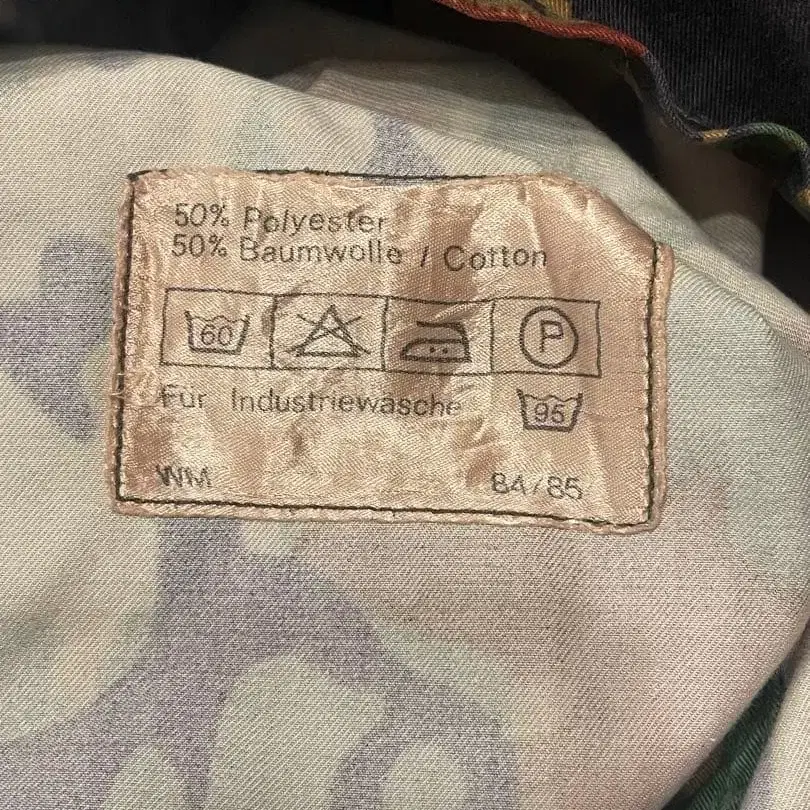 50% Polyester
50% Baumwolle / Cotton
60 P
Für Industriewäsche 95
WM 84/85